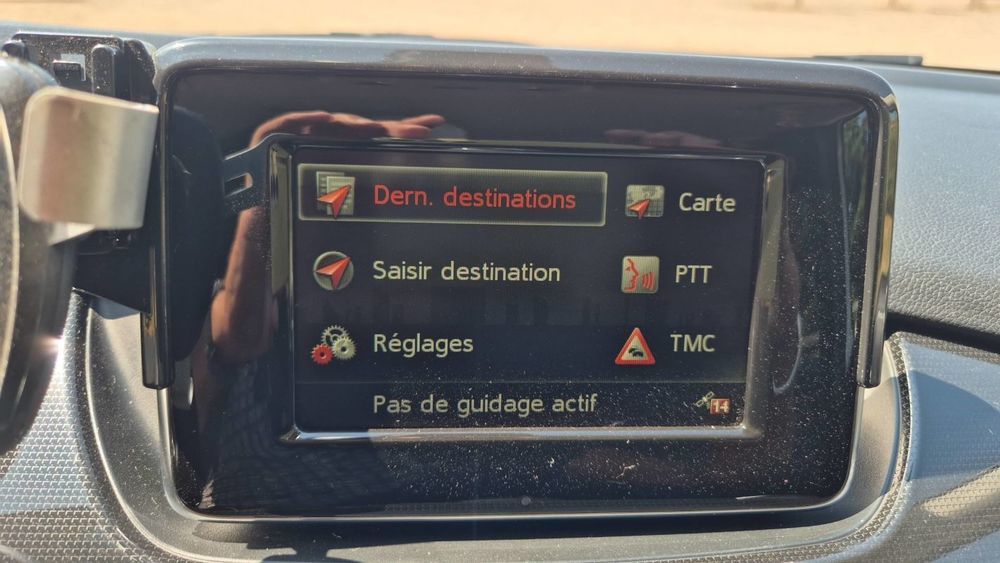 Dern. destinations
Carte
Saisir destination
PTT
Réglages
TMC
Pas de guidage actif
14